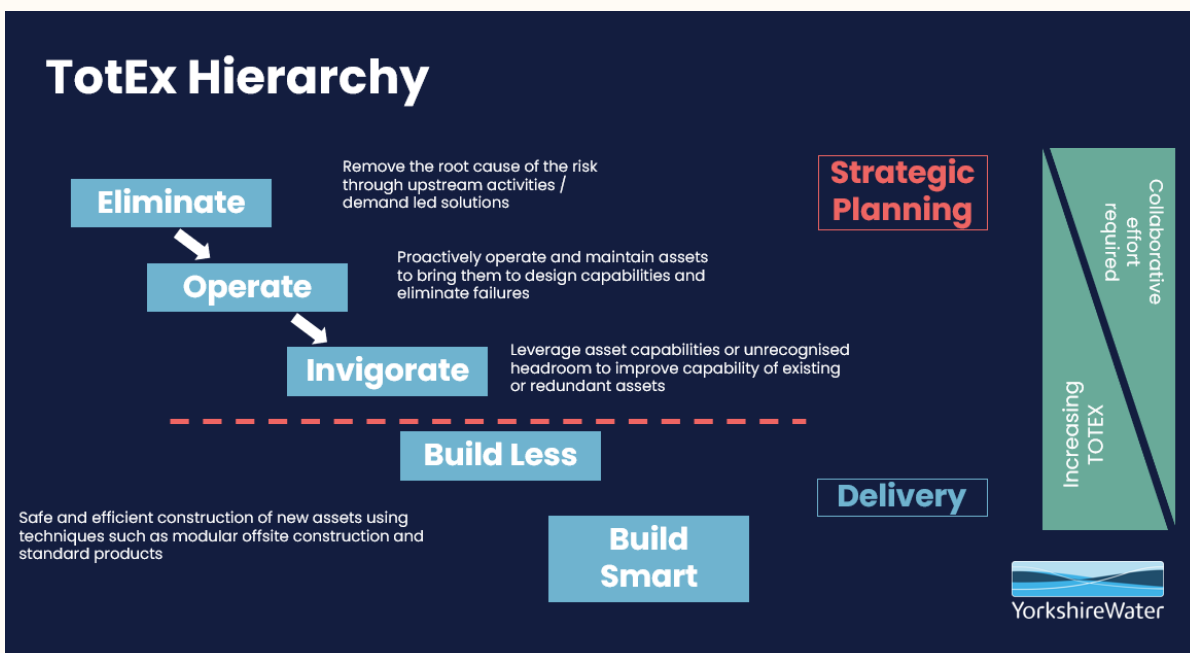 TotEx Hierarchy
Eliminate
Remove the root cause of the risk
through upstream activities /
demand led solutions
Operate
Proactively operate and maintain assets
to bring them to design capabilities and
eliminate failures
Invigorate
Leverage asset capabilities or unrecognised
headroom to improve capability of existing
or redundant assets
Build Less
Safe and efficient construction of new assets using
techniques such as modular offsite construction and
standard products
Build
Smart
Strategic
Planning
Delivery
Collaborative
effort
required
Increasing
TOTEX
YorkshireWater